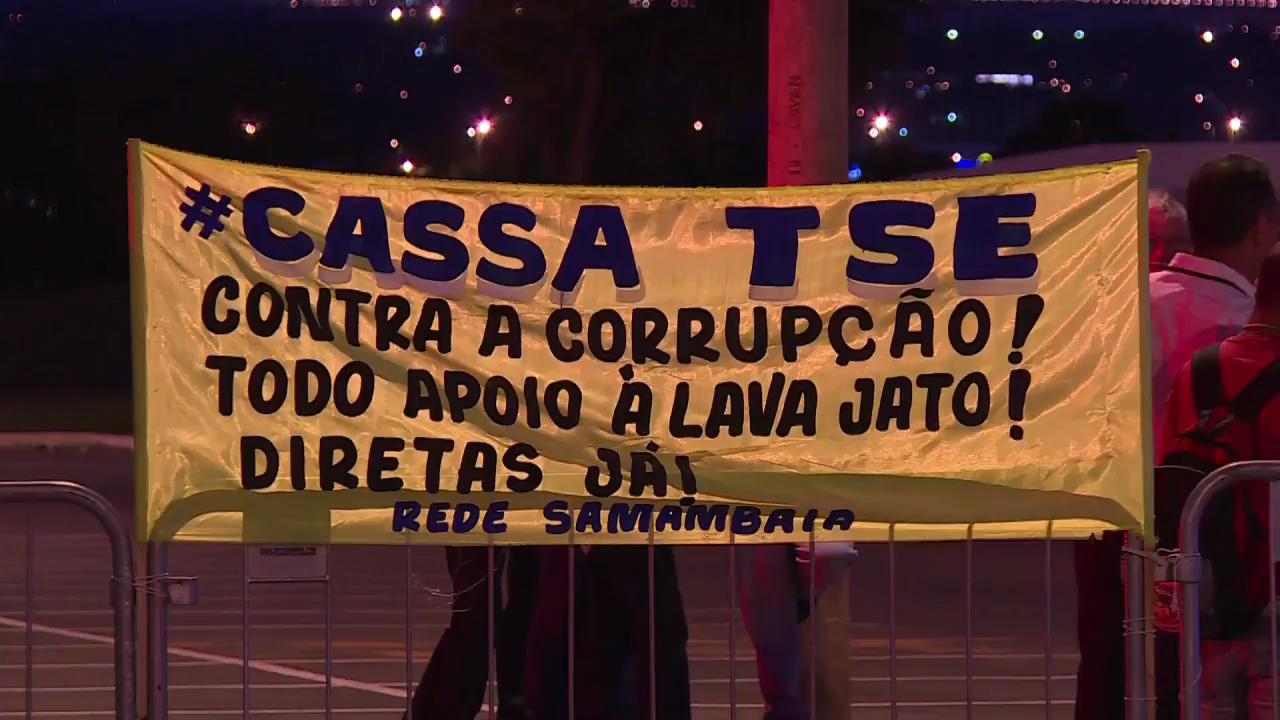 #CASSA TSE
CONTRA A CORRUPÇÃO!
TODO APOIO À LAVA JATO!
DIRETAS JÁ!
REDE SAMAMBAIA